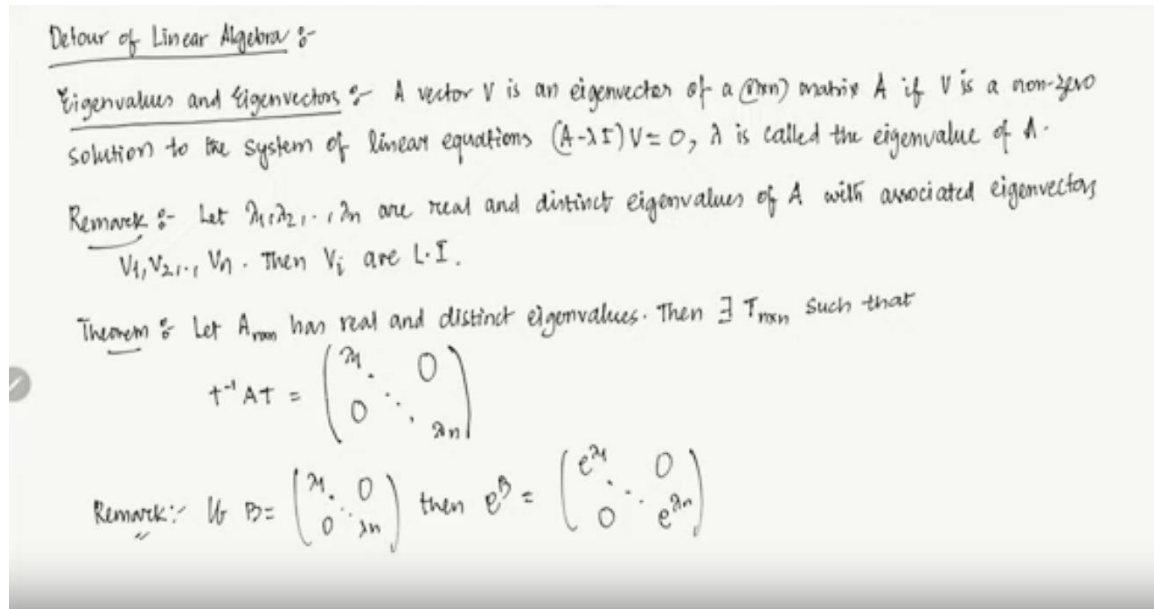 Detour of Linear Algebra :-
Eigenvalues and Eigenvectors :- A vector V is an eigenvector of a (n×n) matrix A if V is a non-zero
solution to the system of linear equations (A-λI)V = 0, λ is called the eigenvalue of A.
Remark :- Let λ1, λ2, .., λn are real and distinct eigenvalues of A with associated eigenvectors
V1, V2, .., Vn. Then Vi are L.I.
Theorem :- Let An×n has real and distinct eigenvalues. Then ∃ Tn×n such that
T⁻¹AT = ( λ1 0 ⋱ 0 λn )
Remark :- If B = ( λ1 0 ⋱ 0 λn ) then e^B = ( e^λ1 0 ⋱ 0 e^λn )